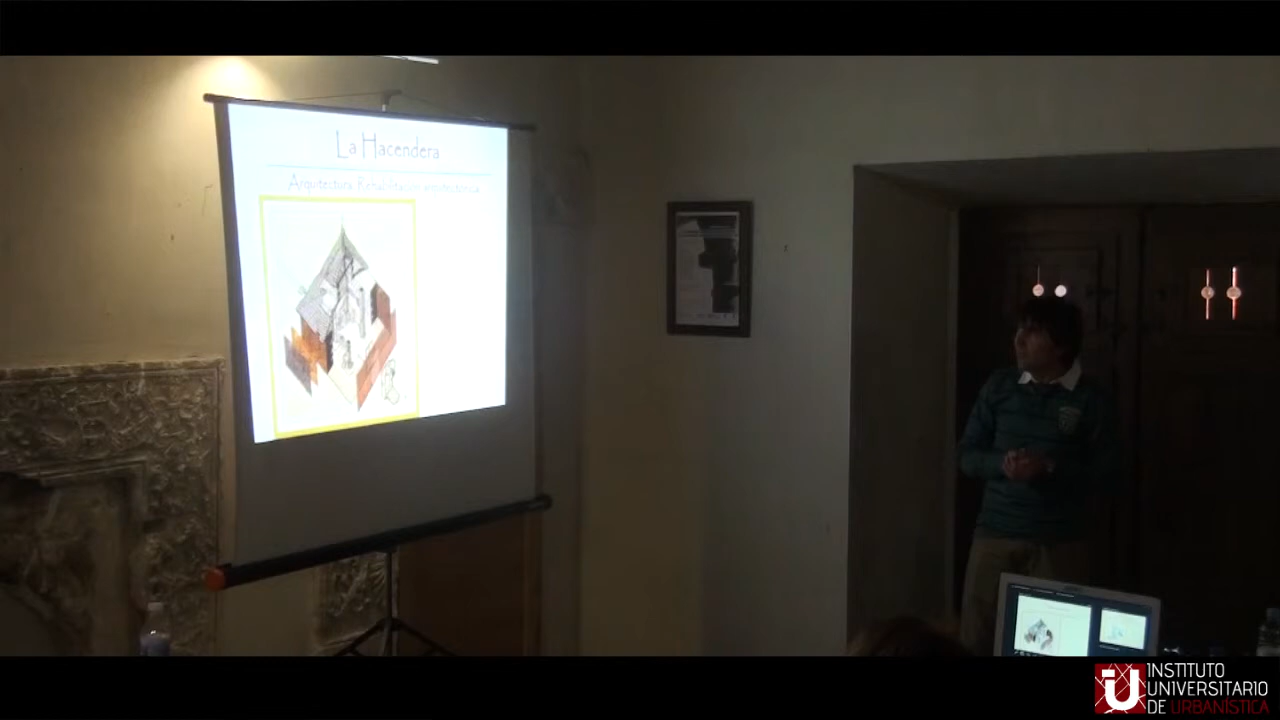 La Hacendera
Arquitectura. Rehabilitación arquitectónica
INSTITUTO
UNIVERSITARIO
DE URBANÍSTICA